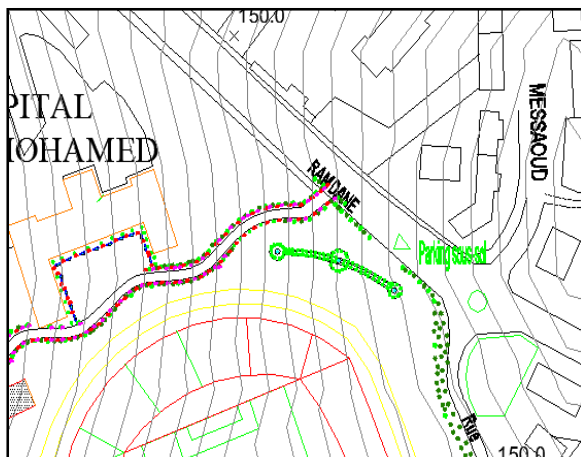 150.0
PITAL
MOHAMED
MESSAOUD
RAMDANE
Parking sous-sol
Rue
150.0